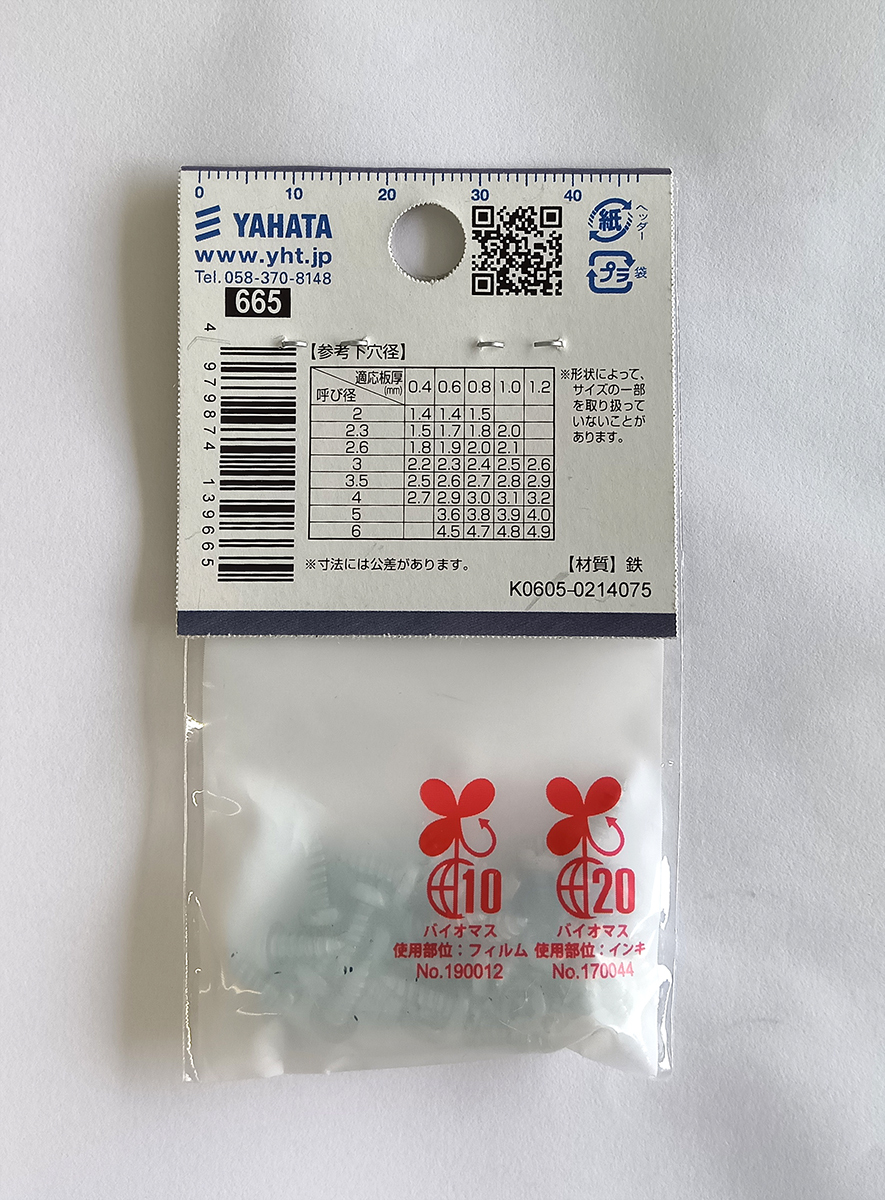 0 10 20 30 40
YAHATA
www.yht.jp
Tel.058-370-8148
665
4 979874 139665
紙
ヘッダー
プラ
袋
【参考下穴径】
適応板厚(mm) 呼び径 0.4 0.6 0.8 1.0 1.2
2 1.4 1.4 1.5
2.3 1.5 1.7 1.8 2.0
2.6 1.8 1.9 2.0 2.1
3 2.2 2.3 2.4 2.5 2.6
3.5 2.5 2.6 2.7 2.8 2.9
4 2.7 2.9 3.0 3.1 3.2
5 3.6 3.8 3.9 4.0
6 4.5 4.7 4.8 4.9
※形状によって、
サイズの一部
を取り扱って
いないことが
あります。
※寸法には公差があります。
【材質】鉄
K0605-0214075
10
バイオマス
使用部位：フィルム
No.190012
20
バイオマス
使用部位：インキ
No.170044